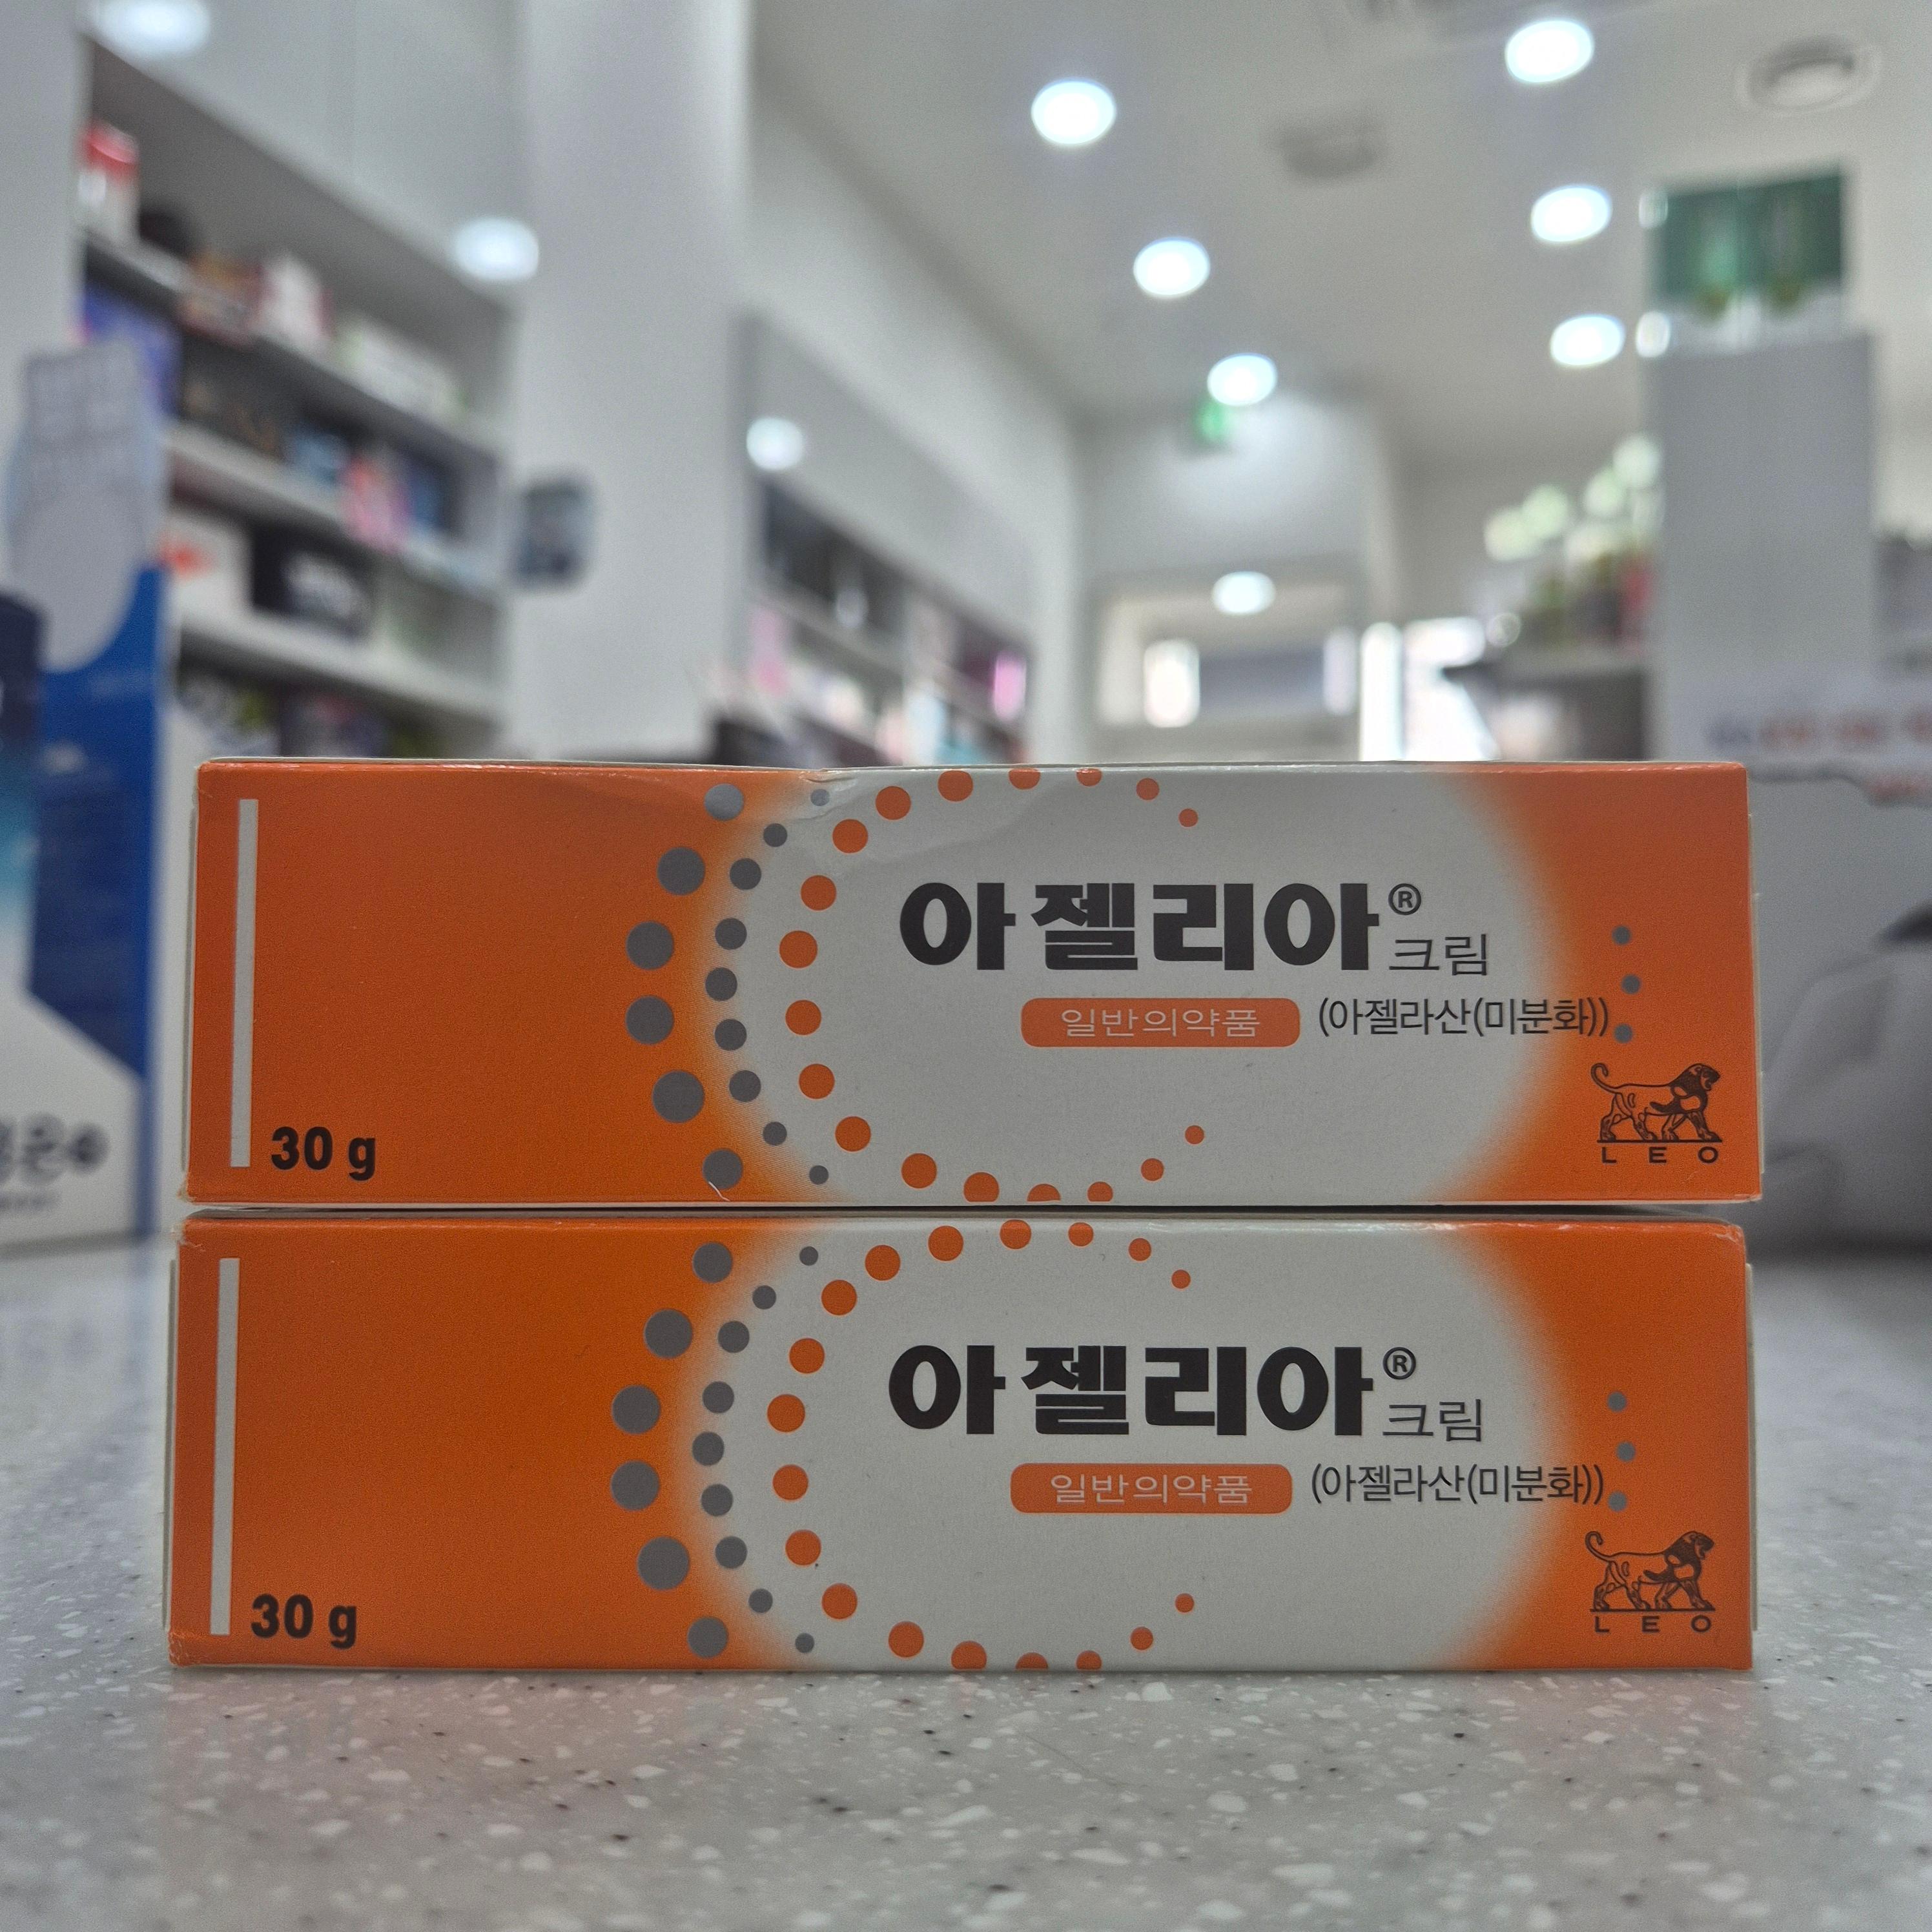 아젤리아®
크림
일반의약품 (아젤라산(미분화))
30 g
LEO
아젤리아®
크림
일반의약품 (아젤라산(미분화))
30 g
LEO